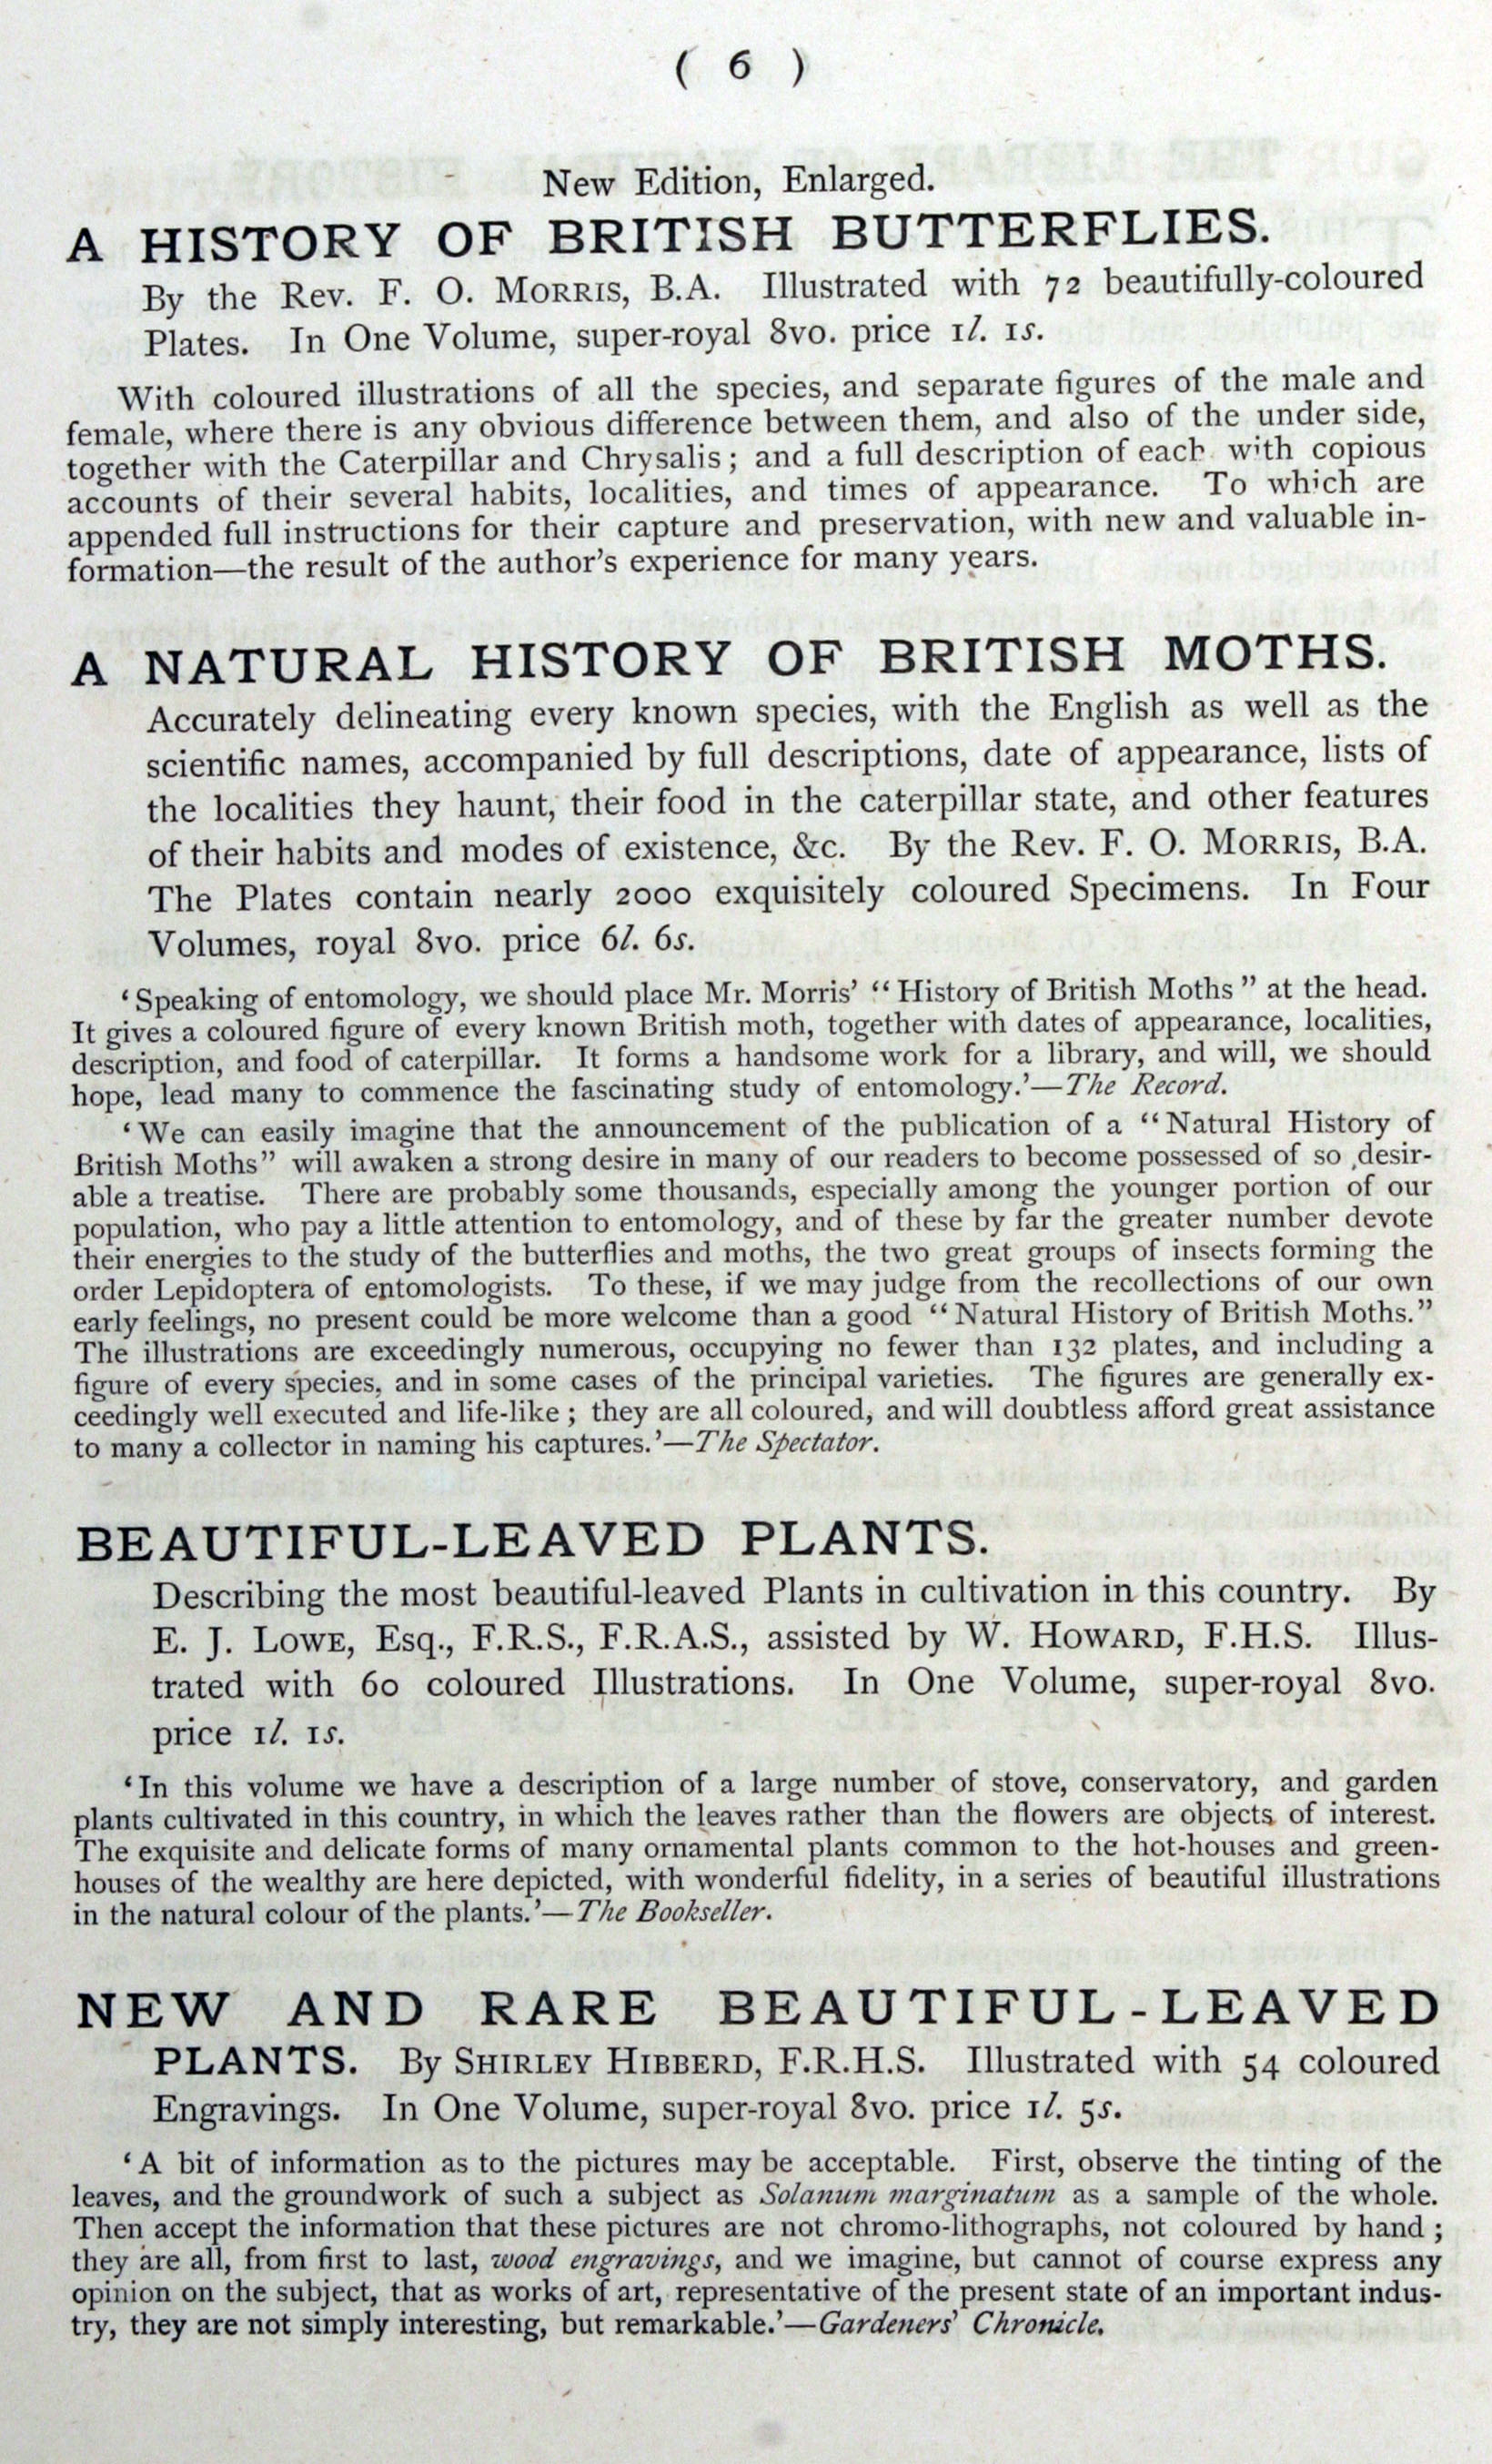 ( 6 )
New Edition, Enlarged.
A HISTORY OF BRITISH BUTTERFLIES.
By the Rev. F. O. MORRIS, B.A. Illustrated with 72 beautifully-coloured
Plates. In One Volume, super-royal 8vo. price 1l. 1s.
With coloured illustrations of all the species, and separate figures of the male and
female, where there is any obvious difference between them, and also of the under side,
together with the Caterpillar and Chrysalis; and a full description of each with copious
accounts of their several habits, localities, and times of appearance. To which are
appended full instructions for their capture and preservation, with new and valuable in-
formation—the result of the author's experience for many years.
A NATURAL HISTORY OF BRITISH MOTHS.
Accurately delineating every known species, with the English as well as the
scientific names, accompanied by full descriptions, date of appearance, lists of
the localities they haunt, their food in the caterpillar state, and other features
of their habits and modes of existence, &c. By the Rev. F. O. MORRIS, B.A.
The Plates contain nearly 2000 exquisitely coloured Specimens. In Four
Volumes, royal 8vo. price 6l. 6s.
'Speaking of entomology, we should place Mr. Morris' "History of British Moths" at the head.
It gives a coloured figure of every known British moth, together with dates of appearance, localities,
description, and food of caterpillar. It forms a handsome work for a library, and will, we should
hope, lead many to commence the fascinating study of entomology.'—The Record.
'We can easily imagine that the announcement of the publication of a "Natural History of
British Moths" will awaken a strong desire in many of our readers to become possessed of so desir-
able a treatise. There are probably some thousands, especially among the younger portion of our
population, who pay a little attention to entomology, and of these by far the greater number devote
their energies to the study of the butterflies and moths, the two great groups of insects forming the
order Lepidoptera of entomologists. To these, if we may judge from the recollections of our own
early feelings, no present could be more welcome than a good "Natural History of British Moths."
The illustrations are exceedingly numerous, occupying no fewer than 132 plates, and including a
figure of every species, and in some cases of the principal varieties. The figures are generally ex-
ceedingly well executed and life-like; they are all coloured, and will doubtless afford great assistance
to many a collector in naming his captures.'—The Spectator.
BEAUTIFUL-LEAVED PLANTS.
Describing the most beautiful-leaved Plants in cultivation in this country. By
E. J. LOWE, Esq., F.R.S., F.R.A.S., assisted by W. HOWARD, F.H.S. Illus-
trated with 60 coloured Illustrations. In One Volume, super-royal 8vo.
price 1l. 1s.
'In this volume we have a description of a large number of stove, conservatory, and garden
plants cultivated in this country, in which the leaves rather than the flowers are objects of interest.
The exquisite and delicate forms of many ornamental plants common to the hot-houses and green-
houses of the wealthy are here depicted, with wonderful fidelity, in a series of beautiful illustrations
in the natural colour of the plants.'—The Bookseller.
NEW AND RARE BEAUTIFUL-LEAVED
PLANTS. By SHIRLEY HIBBERD, F.R.H.S. Illustrated with 54 coloured
Engravings. In One Volume, super-royal 8vo. price 1l. 5s.
'A bit of information as to the pictures may be acceptable. First, observe the tinting of the
leaves, and the groundwork of such a subject as Solanum marginatum as a sample of the whole.
Then accept the information that these pictures are not chromo-lithographs, not coloured by hand;
they are all, from first to last, wood engravings, and we imagine, but cannot of course express any
opinion on the subject, that as works of art, representative of the present state of an important indus-
try, they are not simply interesting, but remarkable.'—Gardeners' Chronicle.